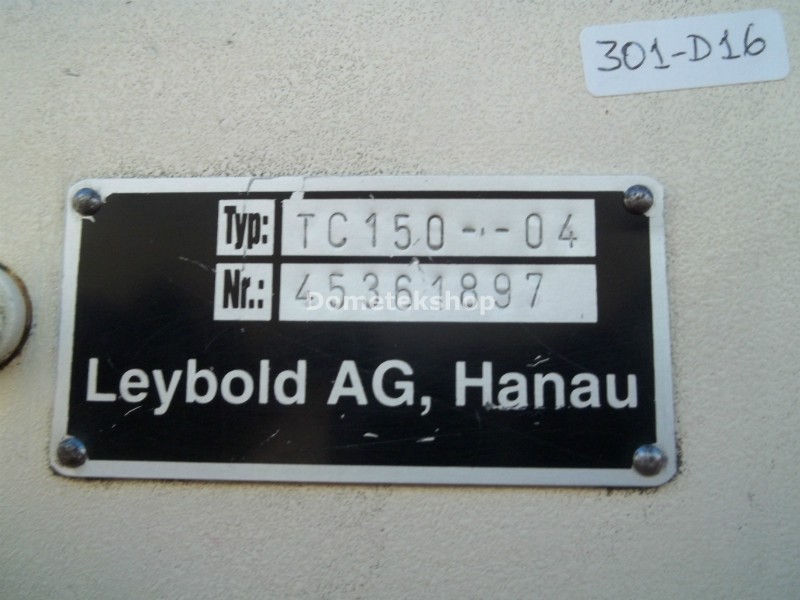 301-D16
Typ: TC150---04
Nr.: 45361897
Dometekshop
Leybold AG, Hanau